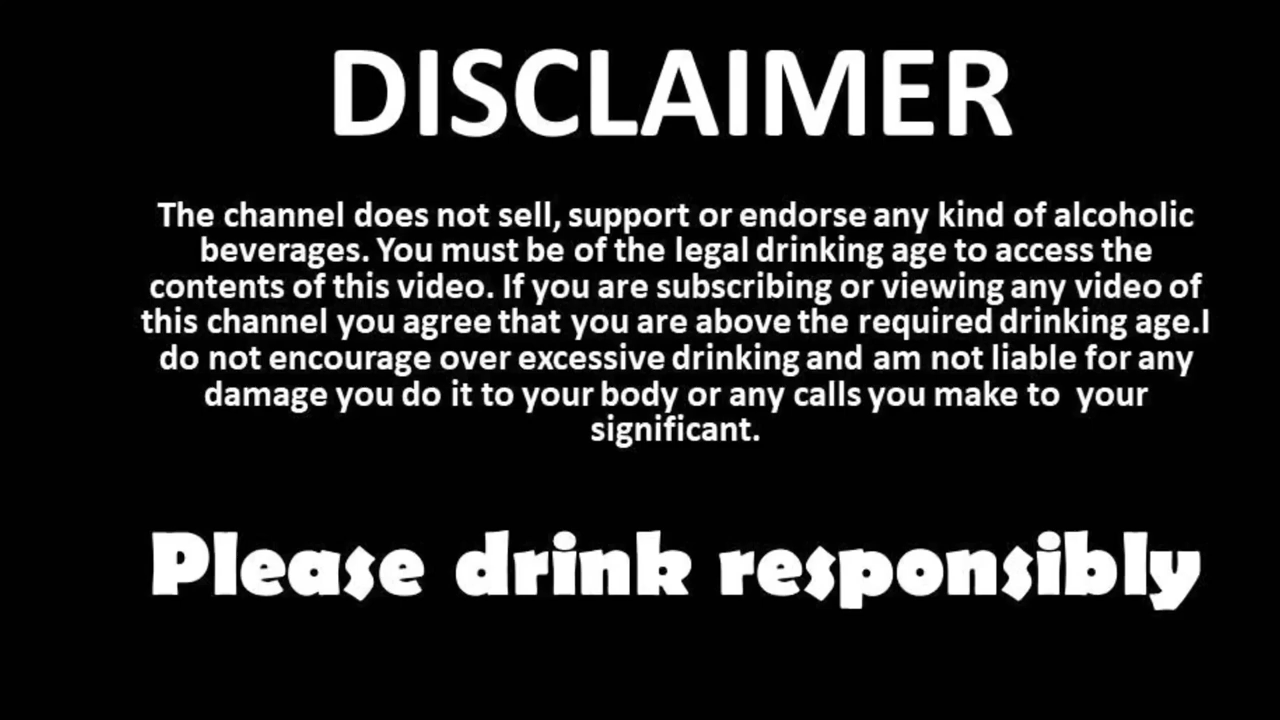 DISCLAIMER
The channel does not sell, support or endorse any kind of alcoholic
beverages. You must be of the legal drinking age to access the
contents of this video. If you are subscribing or viewing any video of
this channel you agree that you are above the required drinking age.I
do not encourage over excessive drinking and am not liable for any
damage you do it to your body or any calls you make to  your
significant.
Please drink responsibly